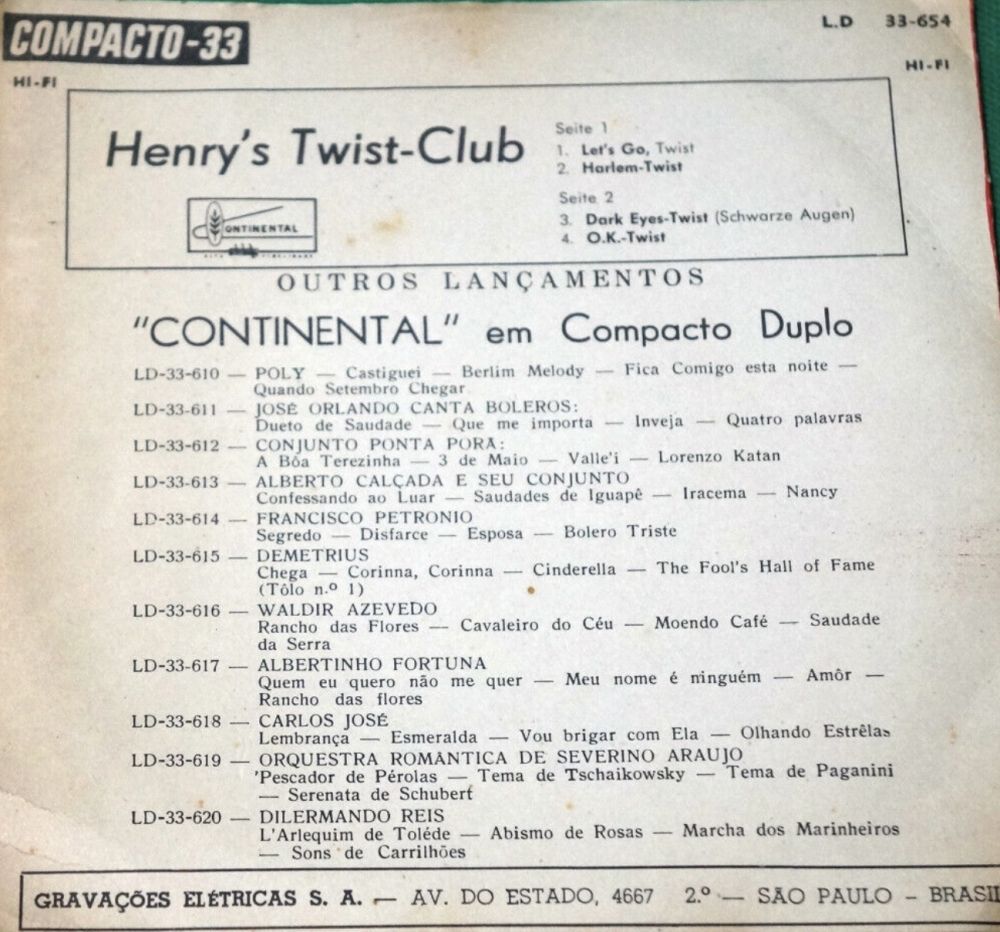 COMPACTO-33
L.D 33-654
HI-FI
HI-FI
Henry's Twist-Club
Seite 1
1. Let's Go, Twist
2. Harlem-Twist
Seite 2
3. Dark Eyes-Twist (Schwarze Augen)
4. O.K.-Twist
CONTINENTAL
OUTROS LANÇAMENTOS
"CONTINENTAL" em Compacto Duplo
LD-33-610 — POLY — Castiguei — Berlim Melody — Fica Comigo esta noite —
Quando Setembro Chegar
LD-33-611 — JOSÉ ORLANDO CANTA BOLEROS:
Dueto de Saudade — Que me importa — Inveja — Quatro palavras
LD-33-612 — CONJUNTO PONTA PORA:
A Bôa Terezinha — 3 de Maio — Valle'i — Lorenzo Katan
LD-33-613 — ALBERTO CALÇADA E SEU CONJUNTO
Confessando ao Luar — Saudades de Iguapê — Iracema — Nancy
LD-33-614 — FRANCISCO PETRONIO
Segredo — Disfarce — Esposa — Bolero Triste
LD-33-615 — DEMETRIUS
Chega — Corinna, Corinna — Cinderella — The Fool's Hall of Fame
(Tôlo n.º 1)
LD-33-616 — WALDIR AZEVEDO
Rancho das Flores — Cavaleiro do Céu — Moendo Café — Saudade
da Serra
LD-33-617 — ALBERTINHO FORTUNA
Quem eu quero não me quer — Meu nome é ninguém — Amôr —
Rancho das flores
LD-33-618 — CARLOS JOSÉ
Lembrança — Esmeralda — Vou brigar com Ela — Olhando Estrêlas
LD-33-619 — ORQUESTRA ROMÂNTICA DE SEVERINO ARAUJO
'Pescador de Pérolas — Tema de Tschaikowsky — Tema de Paganini
— Serenata de Schubert
LD-33-620 — DILERMANDO REIS
L'Arlequim de Toléde — Abismo de Rosas — Marcha dos Marinheiros
— Sons de Carrilhões
GRAVAÇÕES ELÉTRICAS S. A. — AV. DO ESTADO, 4667 2.º — SÃO PAULO – BRASIL